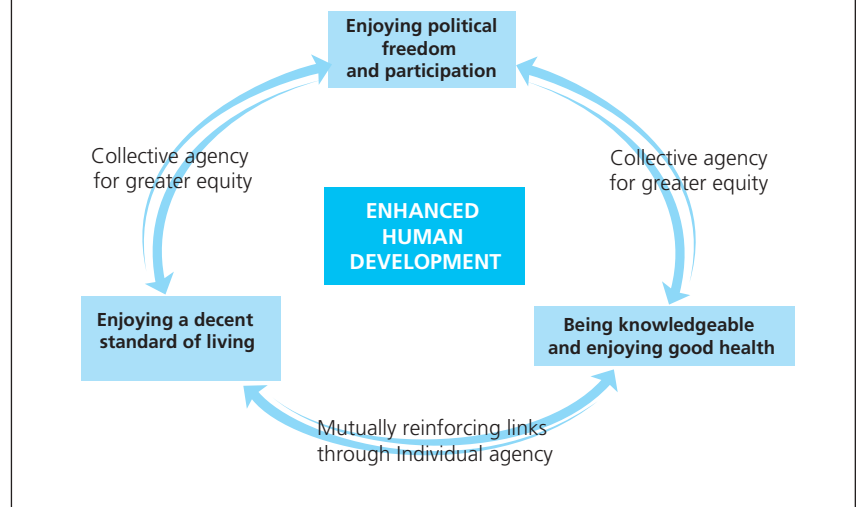 Enjoying political
freedom
and participation
Collective agency
for greater equity
Collective agency
for greater equity
ENHANCED
HUMAN
DEVELOPMENT
Enjoying a decent
standard of living
Being knowledgeable
and enjoying good health
Mutually reinforcing links
through Individual agency